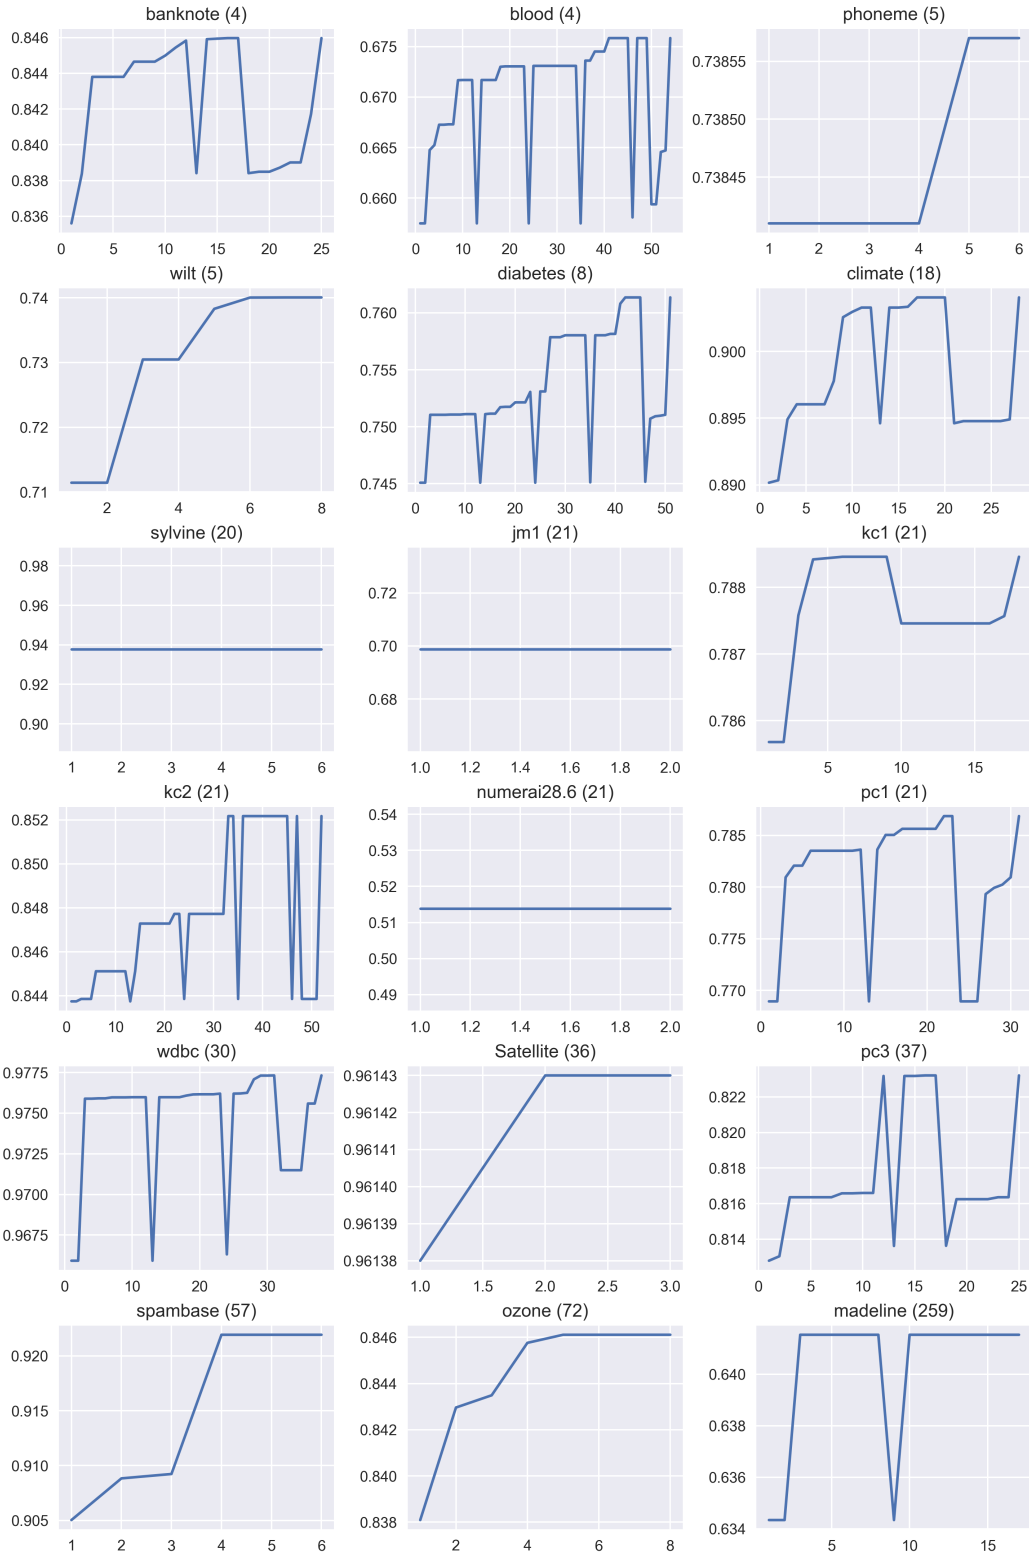 banknote (4)
0.846
0.844
0.842
0.840
0.838
0.836
0 5 10 15 20 25
blood (4)
0.675
0.670
0.665
0.660
0 10 20 30 40 50
phoneme (5)
0.73855
0.73850
0.73845
1 2 3 4 5 6
wilt (5)
0.74
0.73
0.72
0.71
2 4 6 8
diabetes (8)
0.760
0.755
0.750
0.745
0 10 20 30 40 50
climate (18)
0.900
0.895
0.890
0 5 10 15 20 25
sylvine (20)
0.98
0.96
0.94
0.92
0.90
1 2 3 4 5 6
jm1 (21)
0.72
0.70
0.68
1.0 1.2 1.4 1.6 1.8 2.0
kc1 (21)
0.788
0.787
0.786
5 10 15
kc2 (21)
0.852
0.850
0.848
0.846
0.844
0 10 20 30 40 50
numerai28.6 (21)
0.54
0.53
0.52
0.51
0.50
0.49
1.0 1.2 1.4 1.6 1.8 2.0
pc1 (21)
0.785
0.780
0.775
0.770
0 10 20 30
wdbc (30)
0.9775
0.9750
0.9725
0.9700
0.9675
0 10 20 30
Satellite (36)
0.96143
0.96142
0.96141
0.96140
0.96139
0.96138
1.0 1.5 2.0 2.5 3.0
pc3 (37)
0.822
0.820
0.818
0.816
0.814
0 5 10 15 20 25
spambase (57)
0.920
0.915
0.910
0.905
1 2 3 4 5 6
ozone (72)
0.846
0.844
0.842
0.840
0.838
2 4 6 8
madeline (259)
0.640
0.638
0.636
0.634
5 10 15